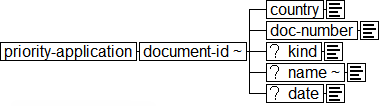 country
doc-number
priority-application document-id ~ ? kind
? name ~
? date